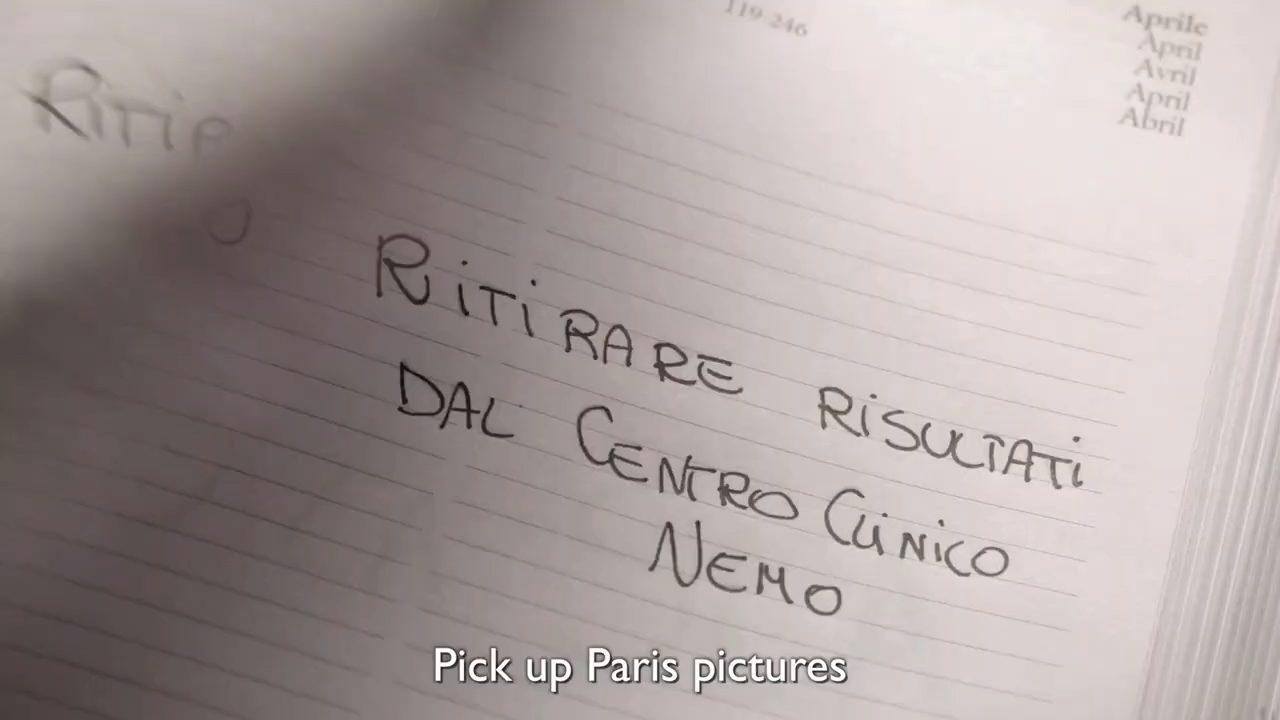 119-246
Aprile
April
Avril
April
Abril
RITIRARE RISULTATI
DAL CENTRO CLINICO
NEMO
Pick up Paris pictures